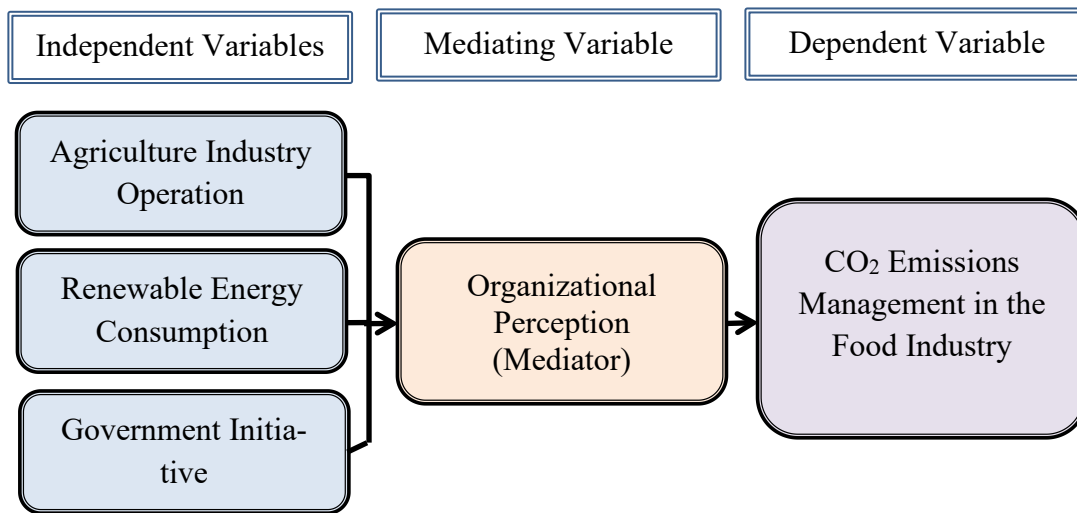 Independent Variables
Mediating Variable
Dependent Variable
Agriculture Industry
Operation
Renewable Energy
Consumption
Government Initia-
tive
Organizational
Perception
(Mediator)
CO₂ Emissions
Management in the
Food Industry